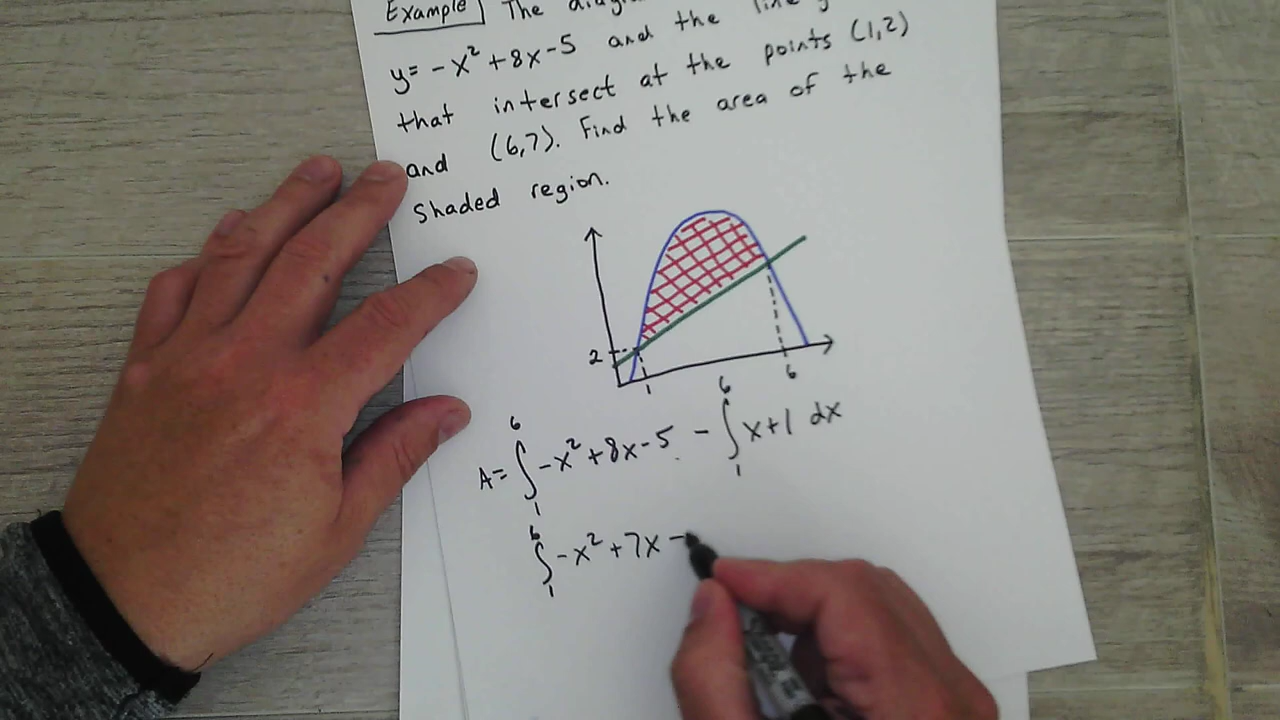 Example The line
y= -x²+8x-5 and the
that intersect at the points (1,2)
and (6,7). Find the area of the
shaded region.
2
1
6
A= ∫₁⁶ -x²+8x-5 - ∫₁⁶ x+1 dx
∫₁⁶ -x²+7x-